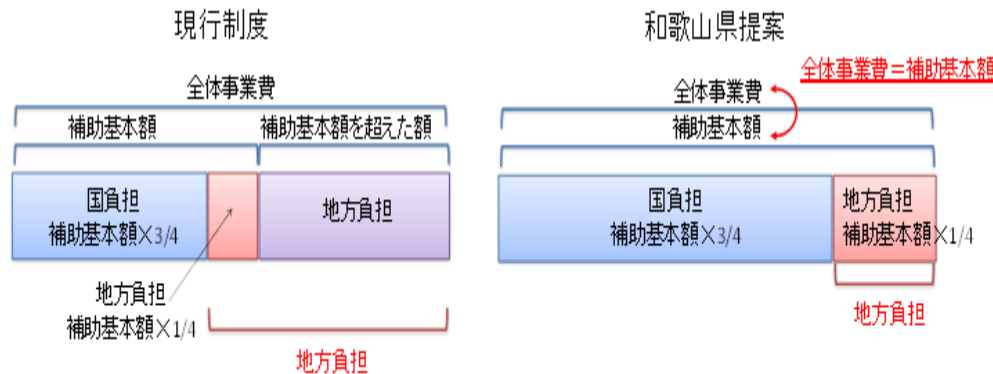 現行制度
全体事業費
補助基本額
補助基本額を超えた額
国負担
補助基本額×3/4
地方負担
地方負担
補助基本額×1/4
地方負担
和歌山県提案
全体事業費＝補助基本額
全体事業費
補助基本額
国負担
補助基本額×3/4
地方負担
補助基本額×1/4
地方負担